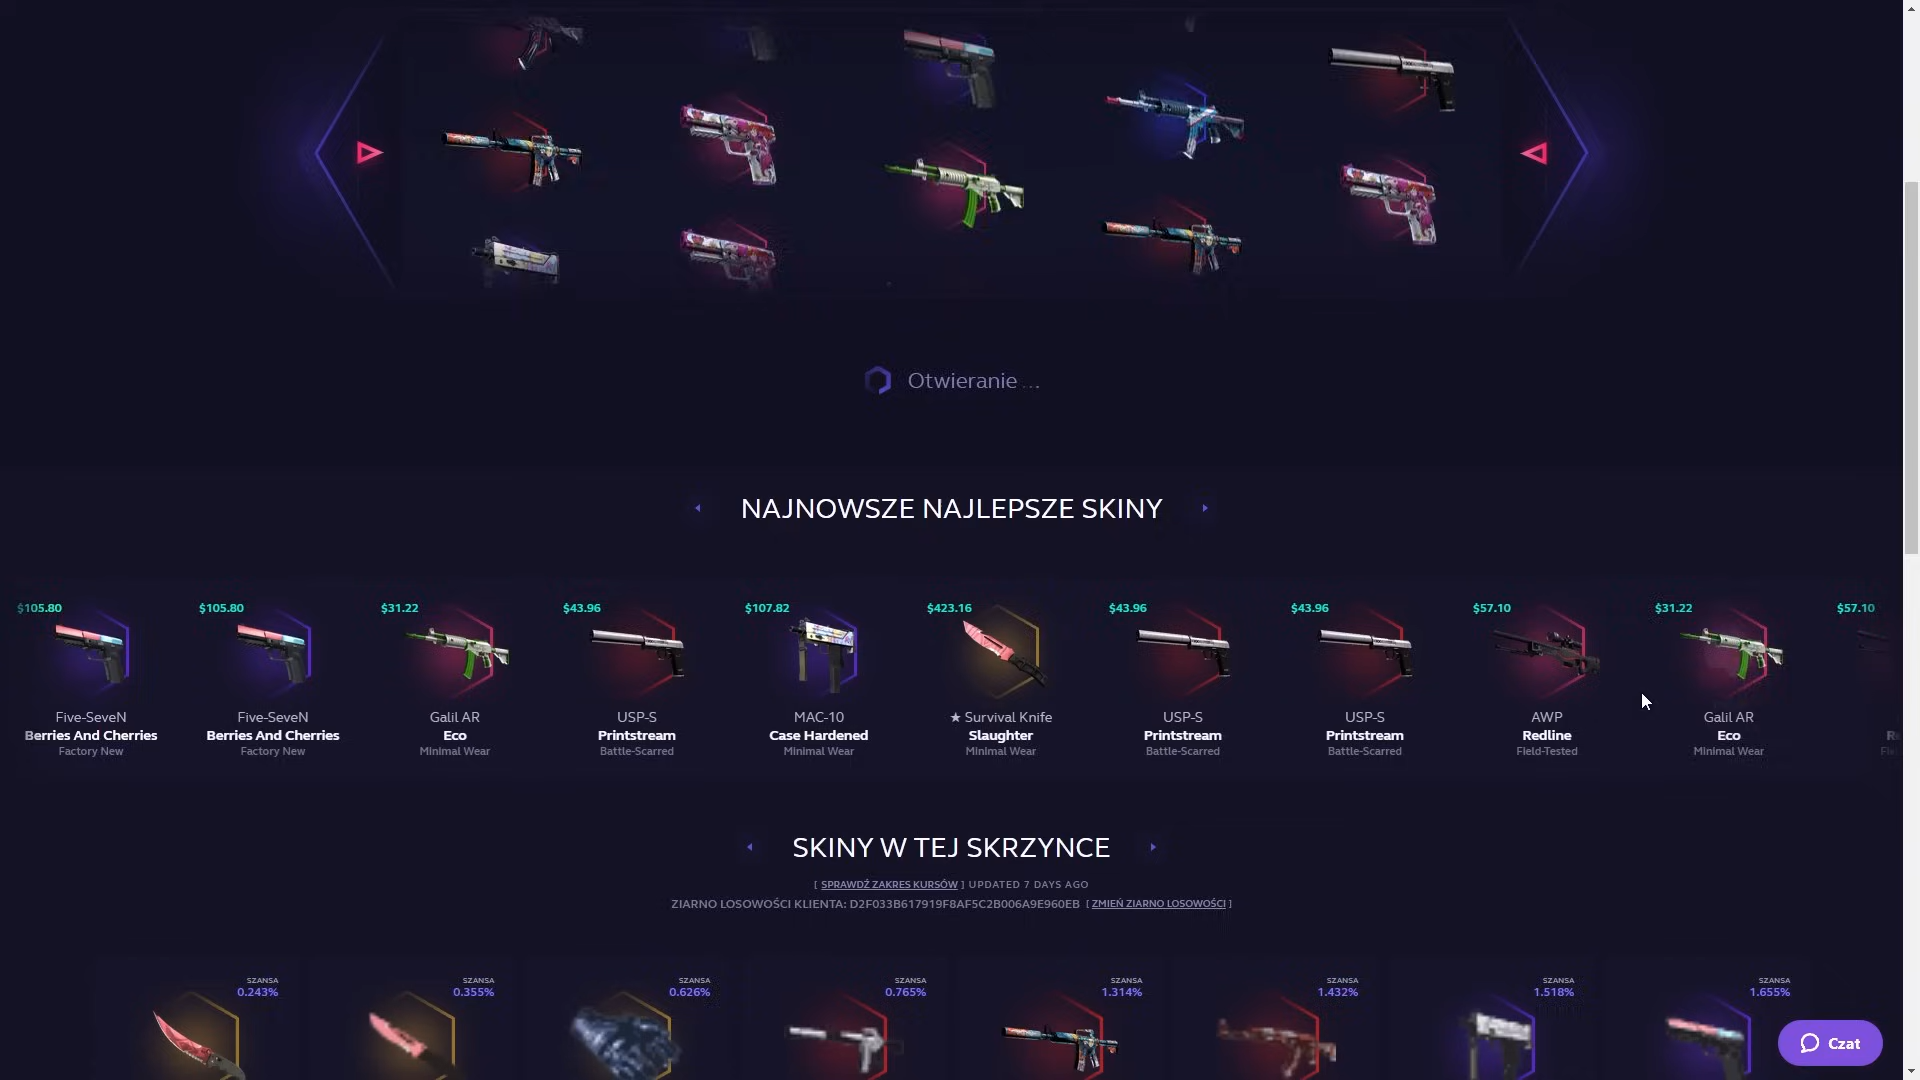 Otwieranie ...
NAJNOWSZE NAJLEPSZE SKINY
$105.80
$105.80
$31.22
$43.96
$107.82
$423.16
$43.96
$43.96
$57.10
$31.22
$57.10
Five-SeveN
Berries And Cherries
Factory New
Five-SeveN
Berries And Cherries
Factory New
Galil AR
Eco
Minimal Wear
USP-S
Printstream
Battle-Scarred
MAC-10
Case Hardened
Minimal Wear
★ Survival Knife
Slaughter
Minimal Wear
USP-S
Printstream
Battle-Scarred
USP-S
Printstream
Battle-Scarred
AWP
Redline
Field-Tested
Galil AR
Eco
Minimal Wear
SKINY W TEJ SKRZYNCE
[ SPRAWDŹ ZAKRES KURSÓW ] UPDATED 7 DAYS AGO
ZIARNO LOSOWOŚCI KLIENTA: D2F033B617919F8AF5C2B006A9E960EB [ ZMIEŃ ZIARNO LOSOWOŚCI ]
SZANSA
0.243%
SZANSA
0.355%
SZANSA
0.626%
SZANSA
0.765%
SZANSA
1.314%
SZANSA
1.432%
SZANSA
1.518%
SZANSA
1.655%
Czat